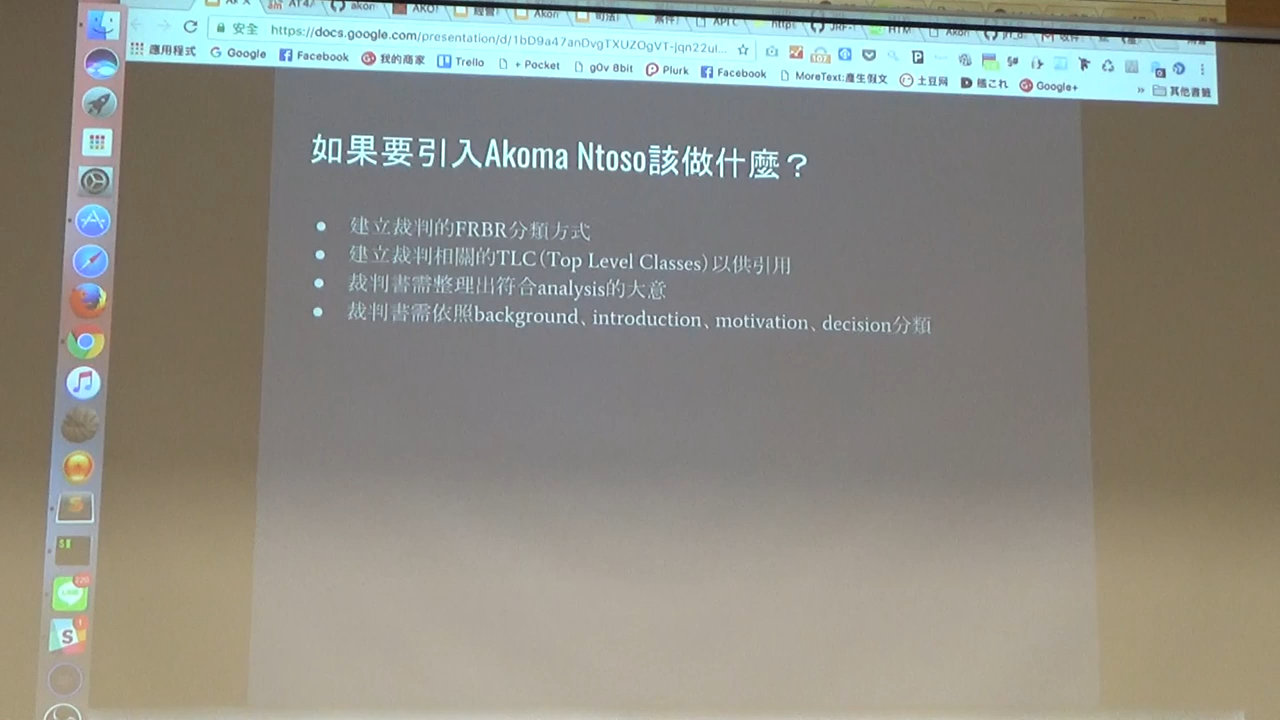 安全 https://docs.google.com/presentation/d/1bD9a47anDvgTXUZOgVT-jqn22ul...
應用程式 Google Facebook 我的商家 Trello + Pocket g0v 8bit Plurk Facebook MoreText:產生假文 土豆网 艦これ Google+ » 其他書籤
如果要引入Akoma Ntoso該做什麼？
● 建立裁判的FRBR分類方式
● 建立裁判相關的TLC（Top Level Classes）以供引用
● 裁判書需整理出符合analysis的大意
● 裁判書需依照background、introduction、motivation、decision分類